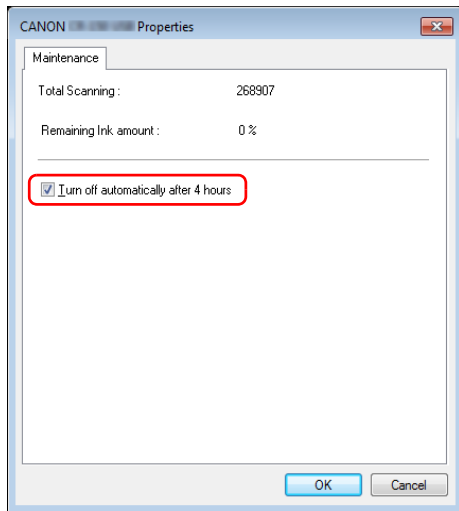 CANON Properties
Maintenance
Total Scanning : 268907
Remaining Ink amount : 0 %
Turn off automatically after 4 hours
OK Cancel